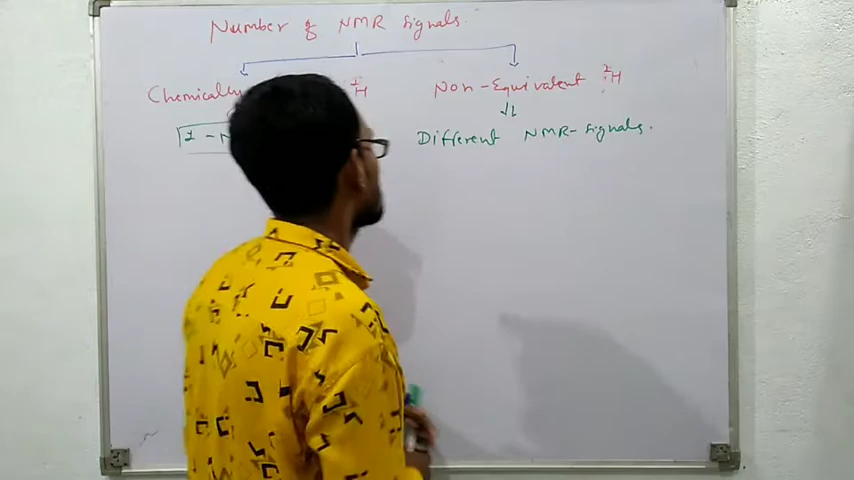 Number of NMR signals.
Chemically ¹H Non-Equivalent ¹H
1-N Different NMR-signals.